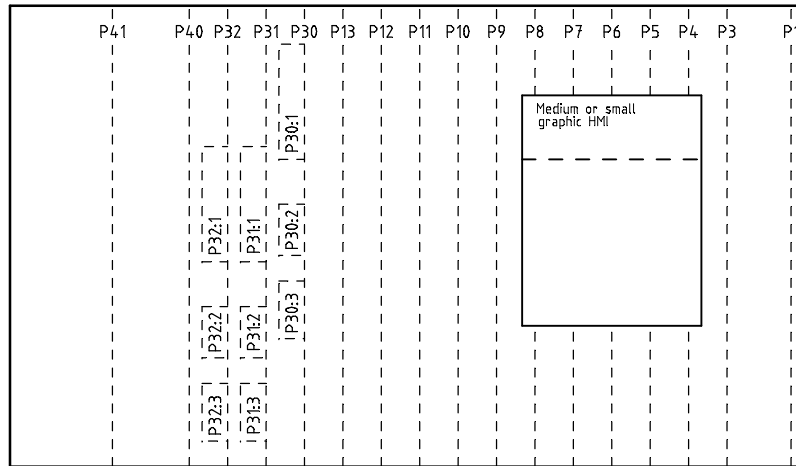 P41 P40 P32 P31 P30 P13 P12 P11 P10 P9 P8 P7 P6 P5 P4 P3 P1
Medium or small
graphic HMI
P30:1
P32:1
P31:1
P30:2
P32:2
P31:2
P30:3
P32:3
P31:3